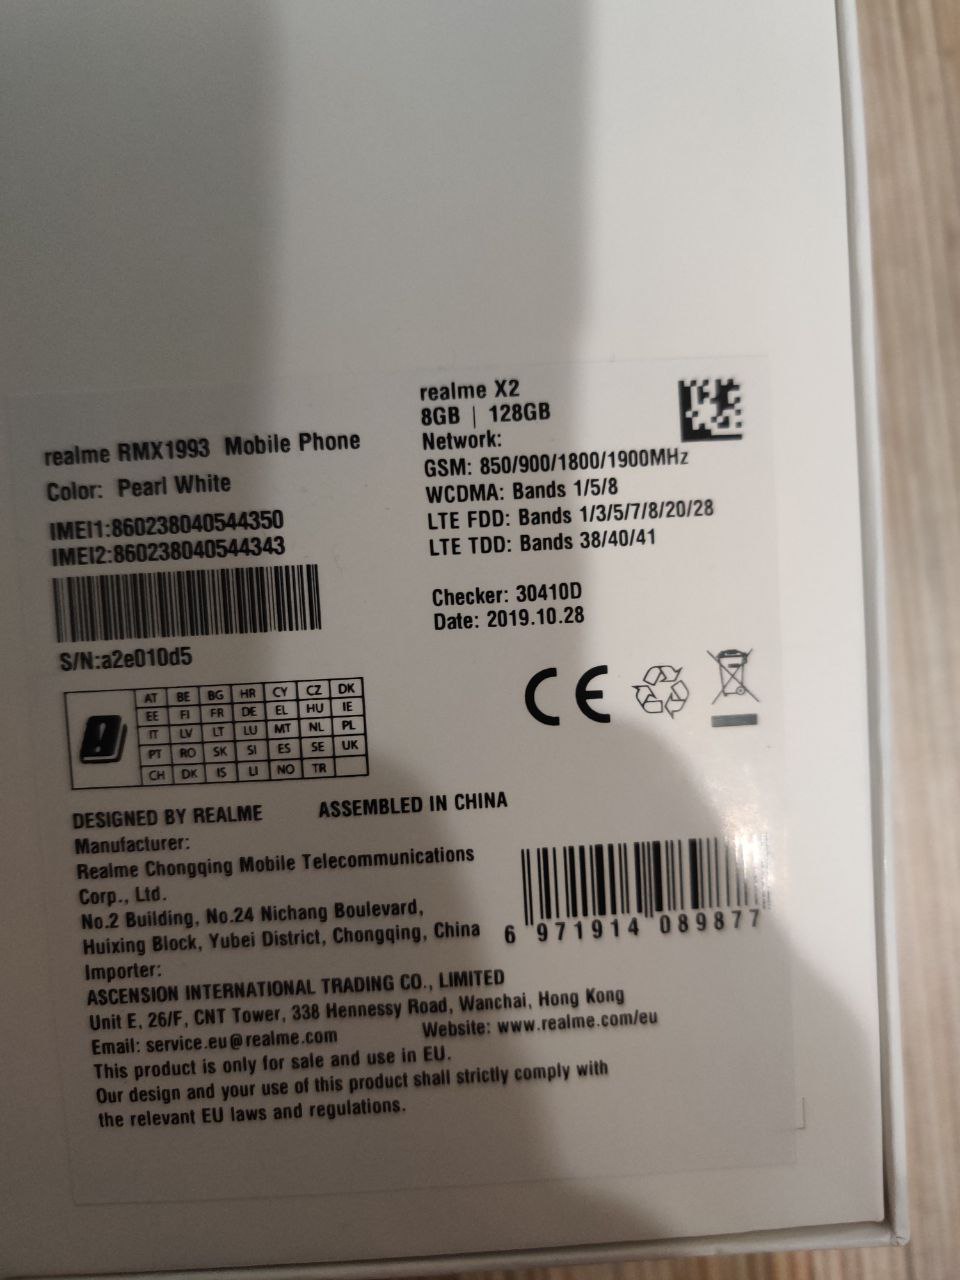 realme RMX1993 Mobile Phone
Color: Pearl White
IMEI1:860238040544350
IMEI2:860238040544343
S/N:a2e010d5
realme X2
8GB | 128GB
Network:
GSM: 850/900/1800/1900MHz
WCDMA: Bands 1/5/8
LTE FDD: Bands 1/3/5/7/8/20/28
LTE TDD: Bands 38/40/41
Checker: 30410D
Date: 2019.10.28
CE
AT BE BG HR CY CZ DK
EE FI FR DE EL HU IE
IT LV LT LU MT NL PL
PT RO SK SI ES SE UK
CH DK IS LI NO TR
DESIGNED BY REALME ASSEMBLED IN CHINA
Manufacturer:
Realme Chongqing Mobile Telecommunications
Corp., Ltd.
No.2 Building, No.24 Nichang Boulevard,
Huixing Block, Yubei District, Chongqing, China
6 971914 089877
Importer:
ASCENSION INTERNATIONAL TRADING CO., LIMITED
Unit E, 26/F, CNT Tower, 338 Hennessy Road, Wanchai, Hong Kong
Email: service.eu@realme.com Website: www.realme.com/eu
This product is only for sale and use in EU.
Our design and your use of this product shall strictly comply with
the relevant EU laws and regulations.